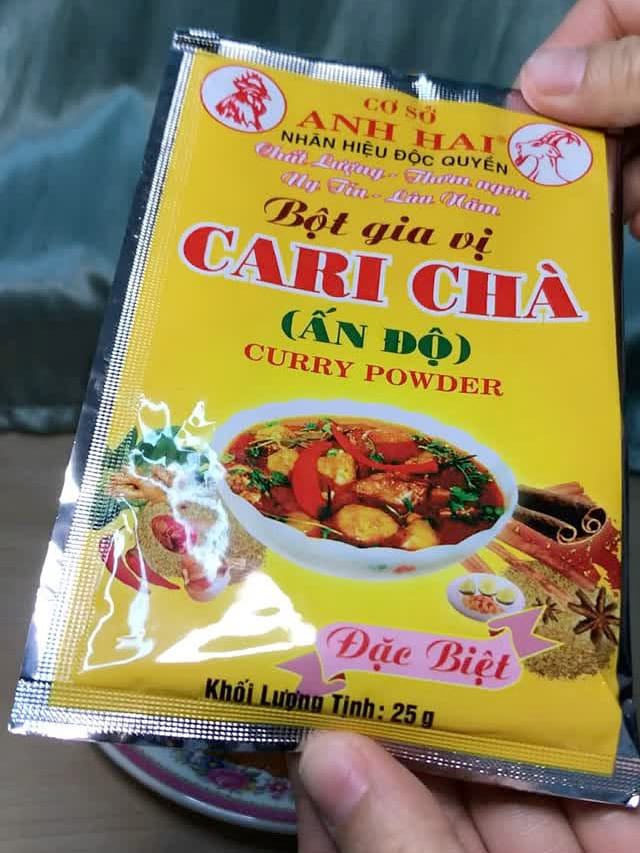 CƠ SỞ
ANH HAI®
NHÃN HIỆU ĐỘC QUYỀN
Chất Lượng - Thơm ngon
Uy Tín - Lâu Năm
Bột gia vị
CARI CHÀ
(ẤN ĐỘ)
CURRY POWDER
Đặc Biệt
Khối Lượng Tịnh: 25 g